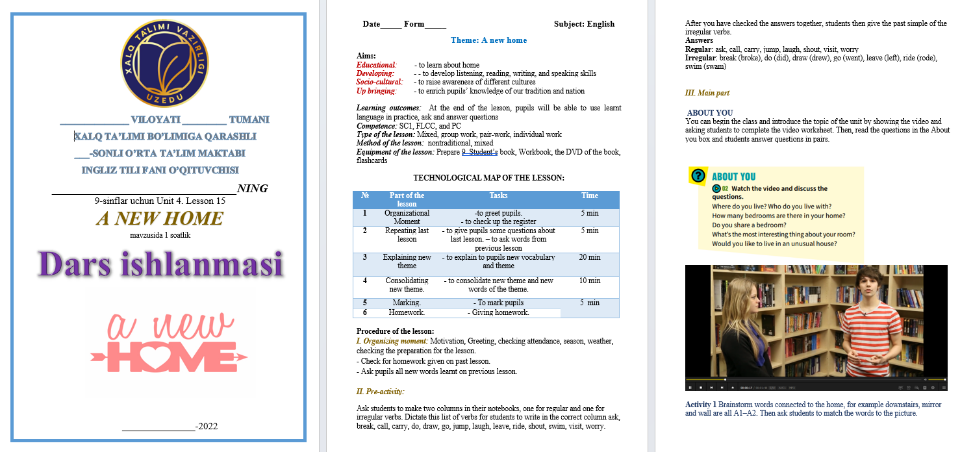 XALQ TA'LIMI VAZIRLIGI
UZEDU
____________ VILOYATI ________ TUMANI
XALQ TA'LIMI BO'LIMIGA QARASHLI
___-SONLI O'RTA TA'LIM MAKTABI
INGLIZ TILI FANI O'QITUVCHISI
______________________________NING
9-sinflar uchun Unit 4. Lesson 15
A NEW HOME
mavzusida 1 soatlik
Dars ishlanmasi
a new
HOME
________________-2022
Date_____ Form_____ Subject: English
Theme: A new home
Aims:
Educational: - to learn about home
Developing: - - to develop listening, reading, writing, and speaking skills
Socio-cultural: - to raise awareness of different cultures
Up bringing: - to enrich pupils' knowledge of our tradition and nation
Learning outcomes: At the end of the lesson, pupils will be able to use learnt
language in practice, ask and answer questions
Competence: SC1, FLCC, and PC
Type of the lesson: Mixed, group work, pair-work, individual work
Method of the lesson: nontraditional, mixed
Equipment of the lesson: Prepare 9 Student's book, Workbook, the DVD of the book,
flashcards
TECHNOLOGICAL MAP OF THE LESSON:
№ Part of the lesson Tasks Time
1 Organizational Moment -to greet pupils. - to check up the register 5 min
2 Repeating last lesson - to give pupils some questions about last lesson. – to ask words from previous lesson 5 min
3 Explaining new theme - to explain to pupils new vocabulary and theme 20 min
4 Consolidating new theme. - to consolidate new theme and new words of the theme. 10 min
5 Marking. - To mark pupils 5 min
6 Homework. - Giving homework.
Procedure of the lesson:
I. Organizing moment: Motivation, Greeting, checking attendance, season, weather,
checking the preparation for the lesson.
- Check for homework given on past lesson.
- Ask pupils all new words learnt on previous lesson.
II. Pre-activity:
Ask students to make two columns in their notebooks, one for regular and one for
irregular verbs. Dictate this list of verbs for students to write in the correct column ask,
break, call, carry, do, draw, go, jump, laugh, leave, ride, shout, swim, visit, worry.
After you have checked the answers together, students then give the past simple of the
irregular verbs.
Answers
Regular: ask, call, carry, jump, laugh, shout, visit, worry
Irregular: break (broke), do (did), draw (drew), go (went), leave (left), ride (rode),
swim (swam)
III. Main part
ABOUT YOU
You can begin the class and introduce the topic of the unit by showing the video and
asking students to complete the video worksheet. Then, read the questions in the About
you box and students answer questions in pairs.
? ABOUT YOU
02 Watch the video and discuss the
questions.
Where do you live? Who do you live with?
How many bedrooms are there in your home?
Do you share a bedroom?
What's the most interesting thing about your room?
Would you like to live in an unusual house?
Activity 1 Brainstorm words connected to the home, for example downstairs, mirror
and wall are all A1–A2. Then ask students to match the words to the picture.